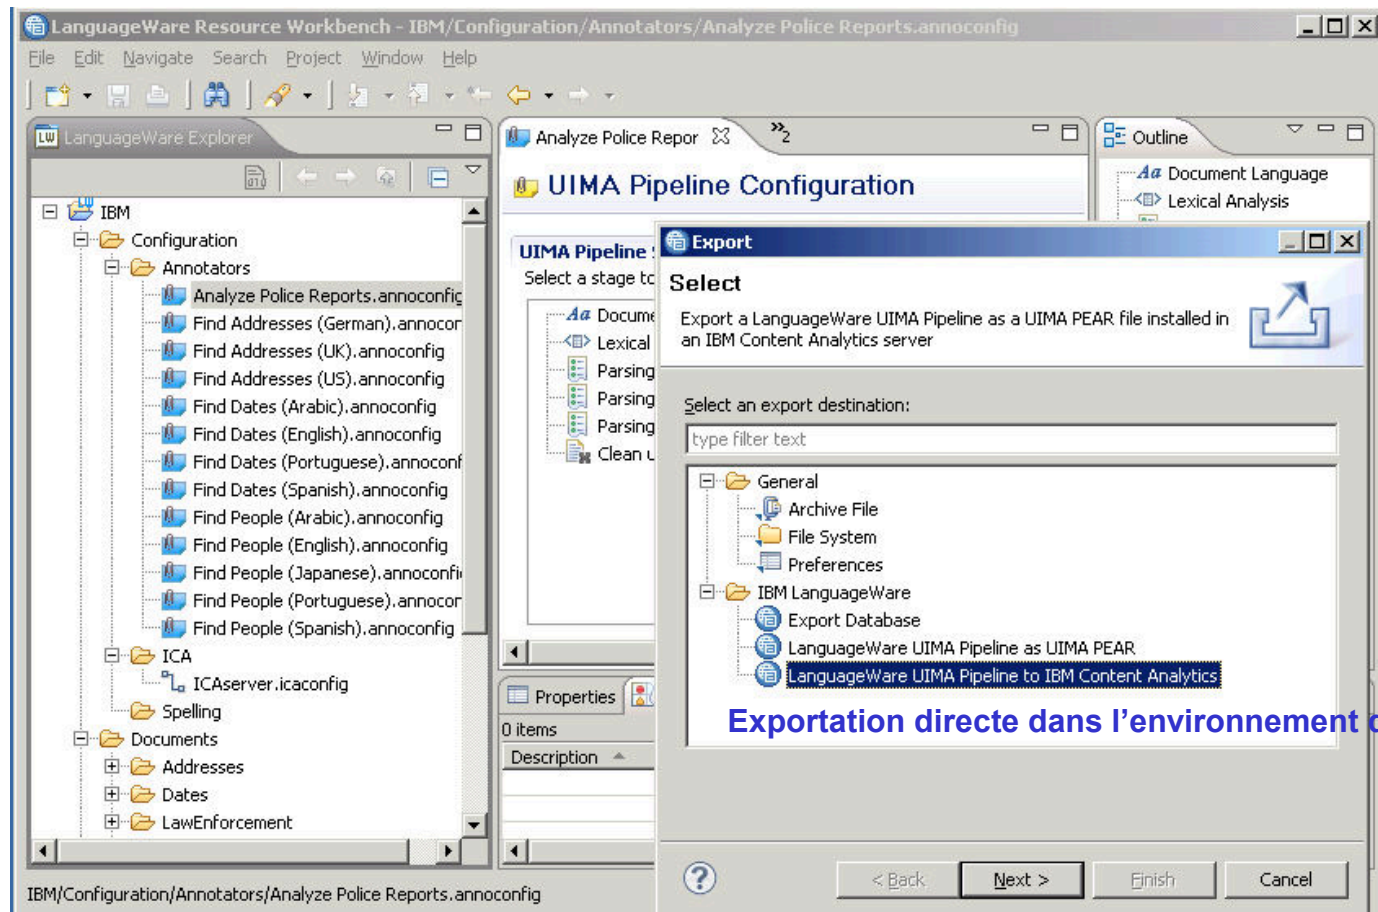 LanguageWare Resource Workbench - IBM/Configuration/Annotators/Analyze Police Reports.annoconfig
File Edit Navigate Search Project Window Help
LW LanguageWare Explorer
IBM
Configuration
Annotators
Analyze Police Reports.annoconfig
Find Addresses (German).annocor
Find Addresses (UK).annoconfig
Find Addresses (US).annoconfig
Find Dates (Arabic).annoconfig
Find Dates (English).annoconfig
Find Dates (Portuguese).annoconf
Find Dates (Spanish).annoconfig
Find People (Arabic).annoconfig
Find People (English).annoconfig
Find People (Japanese).annoconfi
Find People (Portuguese).annocor
Find People (Spanish).annoconfig
ICA
ICAserver.icaconfig
Spelling
Documents
Addresses
Dates
LawEnforcement
Analyze Police Repor
»2
UIMA Pipeline Configuration
UIMA Pipeline
Select a stage to
Aa Docume
Lexical
Parsing
Parsing
Parsing
Clean u
Properties
0 items
Description
Outline
Aa Document Language
Lexical Analysis
Export
Select
Export a LanguageWare UIMA Pipeline as a UIMA PEAR file installed in
an IBM Content Analytics server
Select an export destination:
type filter text
General
Archive File
File System
Preferences
IBM LanguageWare
Export Database
LanguageWare UIMA Pipeline as UIMA PEAR
LanguageWare UIMA Pipeline to IBM Content Analytics
Exportation directe dans l'environnement
? < Back Next > Finish Cancel
IBM/Configuration/Annotators/Analyze Police Reports.annoconfig